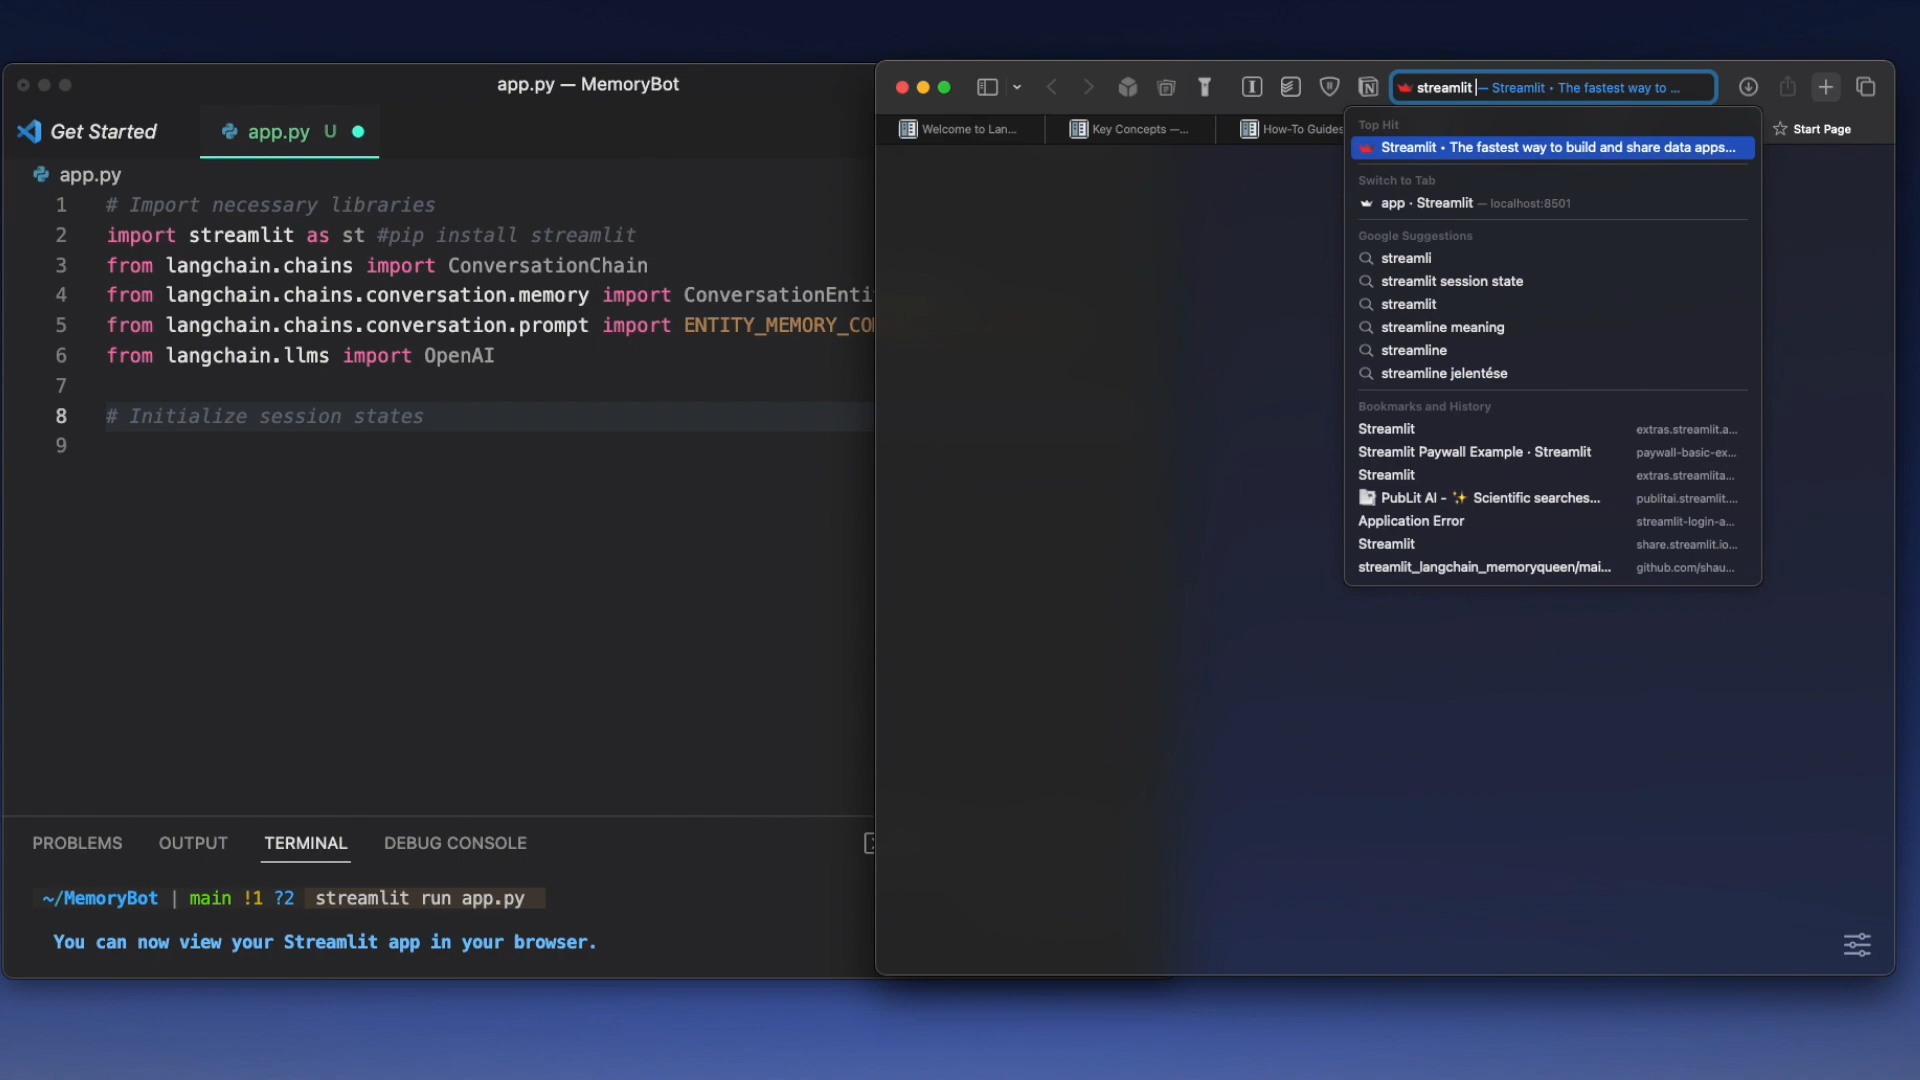 app.py — MemoryBot
Get Started
app.py U
app.py
1 # Import necessary libraries
2 import streamlit as st #pip install streamlit
3 from langchain.chains import ConversationChain
4 from langchain.chains.conversation.memory import ConversationEnti
5 from langchain.chains.conversation.prompt import ENTITY_MEMORY_CO
6 from langchain.llms import OpenAI
7
8 # Initialize session states
9
PROBLEMS OUTPUT TERMINAL DEBUG CONSOLE
~/MemoryBot | main !1 ?2 streamlit run app.py
You can now view your Streamlit app in your browser.
streamlit — Streamlit • The fastest way to ...
Welcome to Lan... Key Concepts —... How-To Guides Start Page
Top Hit
Streamlit • The fastest way to build and share data apps...
Switch to Tab
app · Streamlit — localhost:8501
Google Suggestions
streamli
streamlit session state
streamlit
streamline meaning
streamline
streamline jelentése
Bookmarks and History
Streamlit extras.streamlit.a...
Streamlit Paywall Example · Streamlit paywall-basic-ex...
Streamlit extras.streamlita...
PubLit AI - ✨ Scientific searches... publitai.streamlit....
Application Error streamlit-login-a...
Streamlit share.streamlit.io...
streamlit_langchain_memoryqueen/mai... github.com/shau...